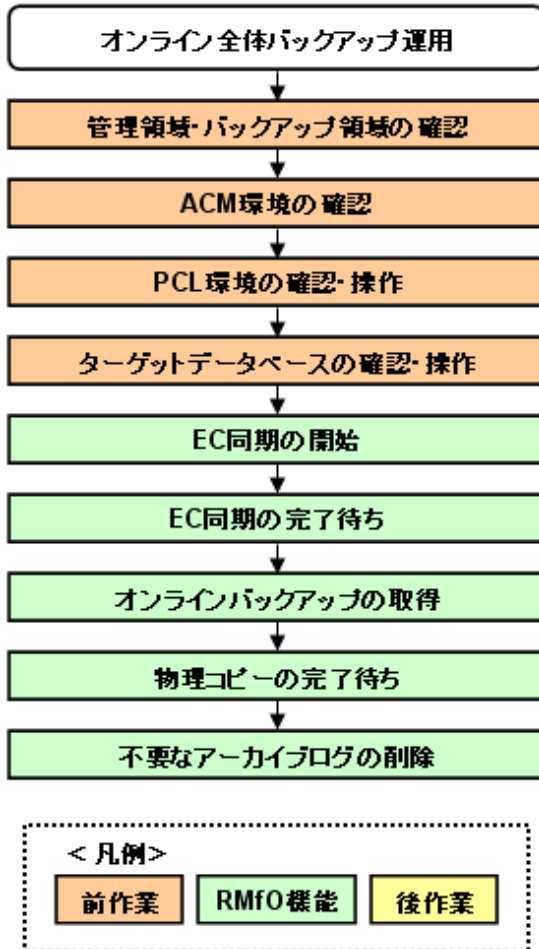 オンライン全体バックアップ運用
管理領域・バックアップ領域の確認
ACM環境の確認
PCL環境の確認・操作
ターゲットデータベースの確認・操作
EC同期の開始
EC同期の完了待ち
オンラインバックアップの取得
物理コピーの完了待ち
不要なアーカイブログの削除
＜凡例＞
前作業
RMfO機能
後作業